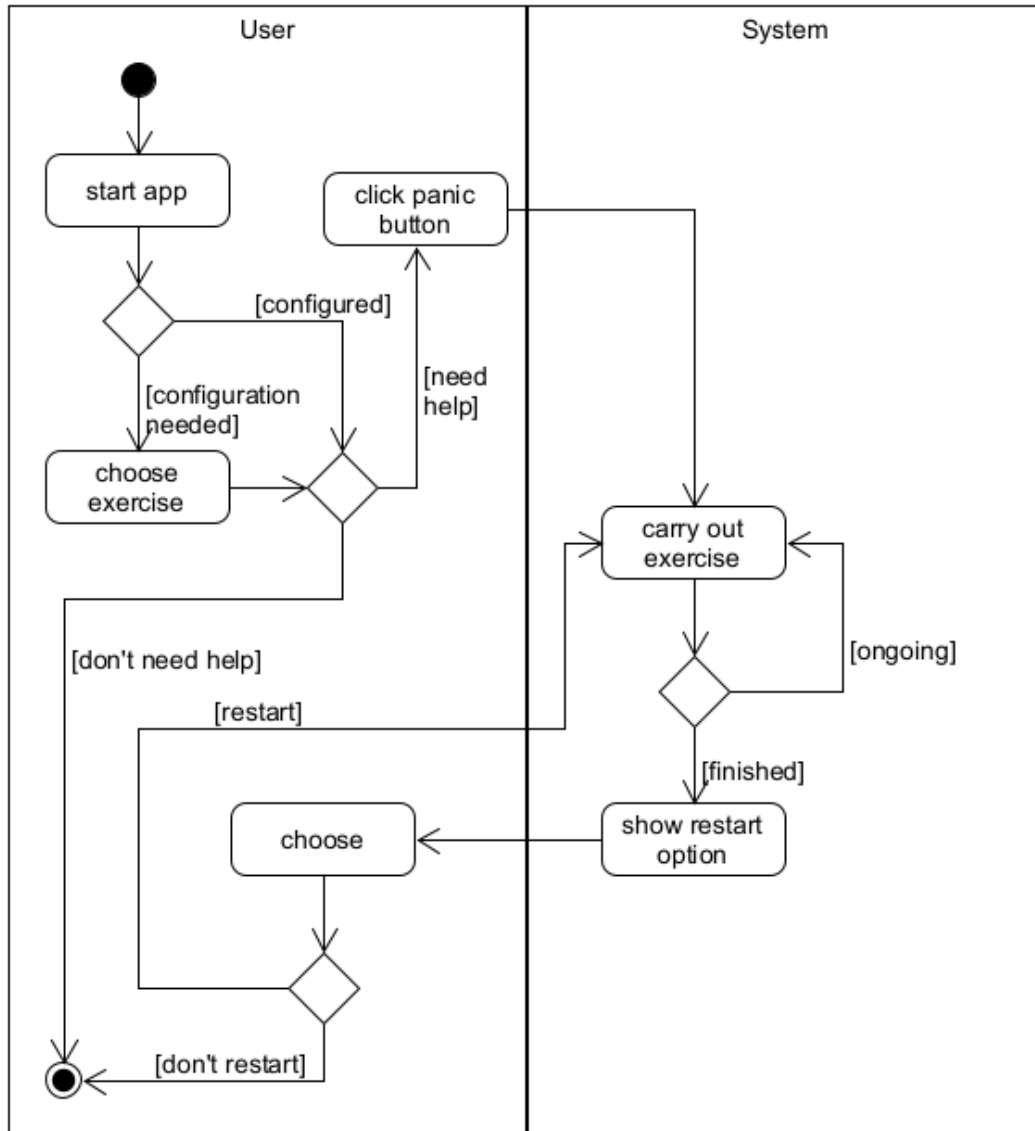 User
System
start app
click panic
button
[configured]
[need
help]
[configuration
needed]
choose
exercise
carry out
exercise
[don't need help]
[ongoing]
[restart]
[finished]
choose
show restart
option
[don't restart]